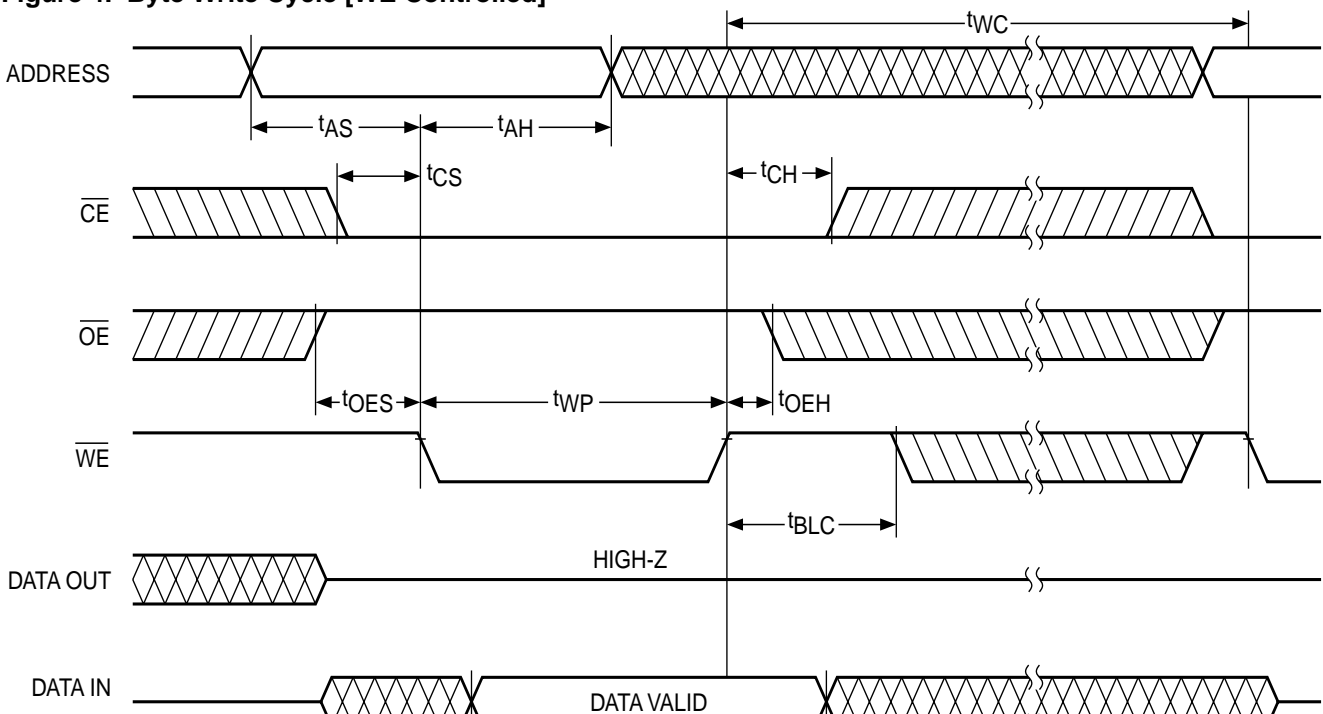 Figure 4. Byte Write Cycle [WE Controlled]
tWC
ADDRESS
tAS
tAH
tCS
tCH
CE
OE
tOES
tWP
tOEH
WE
tBLC
HIGH-Z
DATA OUT
DATA IN
DATA VALID